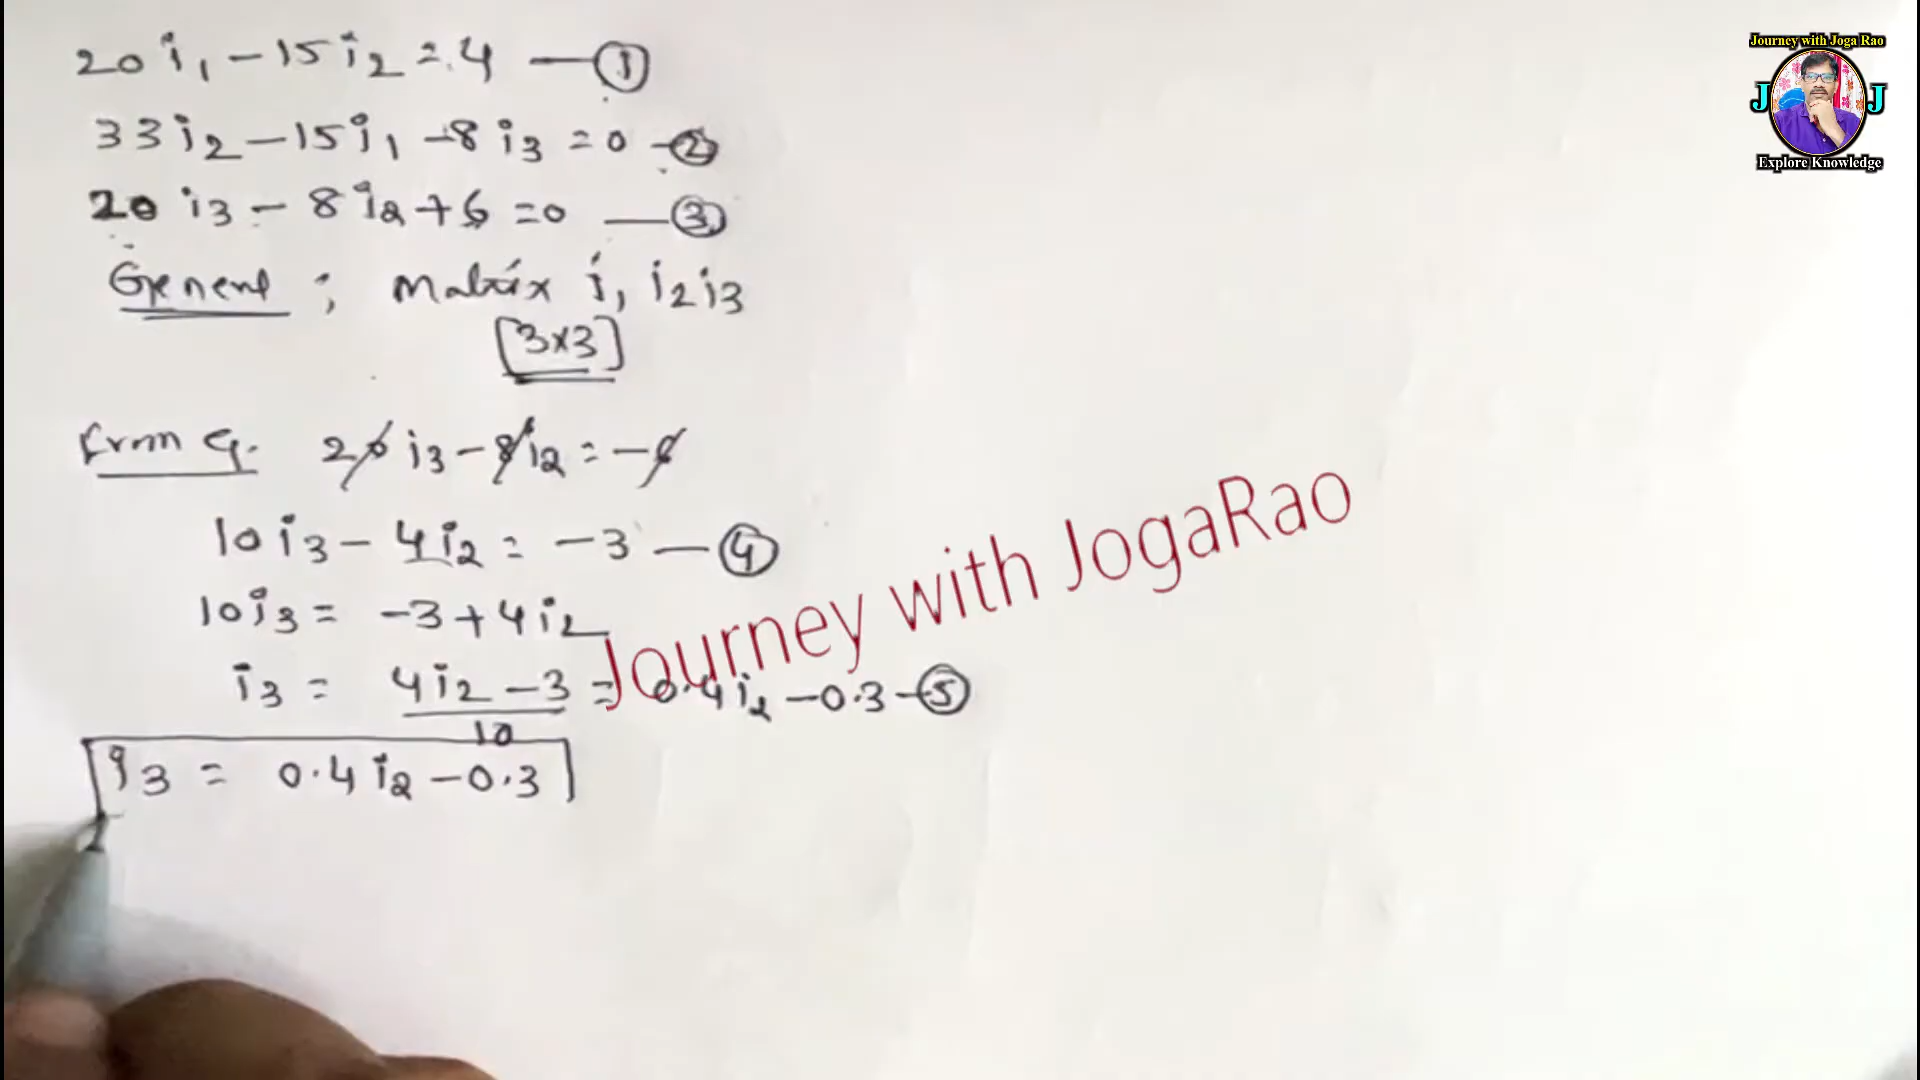 20 i1 - 15 i2 = 4 — ①
33 i2 - 15 i1 - 8 i3 = 0 - ②
20 i3 - 8 i2 + 6 = 0 — ③
General ; Matrix i1 i2 i3
[3×3]
From 20 i3 - 8 i2 = -6
10 i3 - 4 i2 = -3 — ④
10 i3 = -3 + 4 i2
i3 = 4 i2 - 3 = 0.4 i2 - 0.3 - ⑤
10
i3 = 0.4 i2 - 0.3
Journey with JogaRao
Journey with Joga Rao
J J
Explore Knowledge